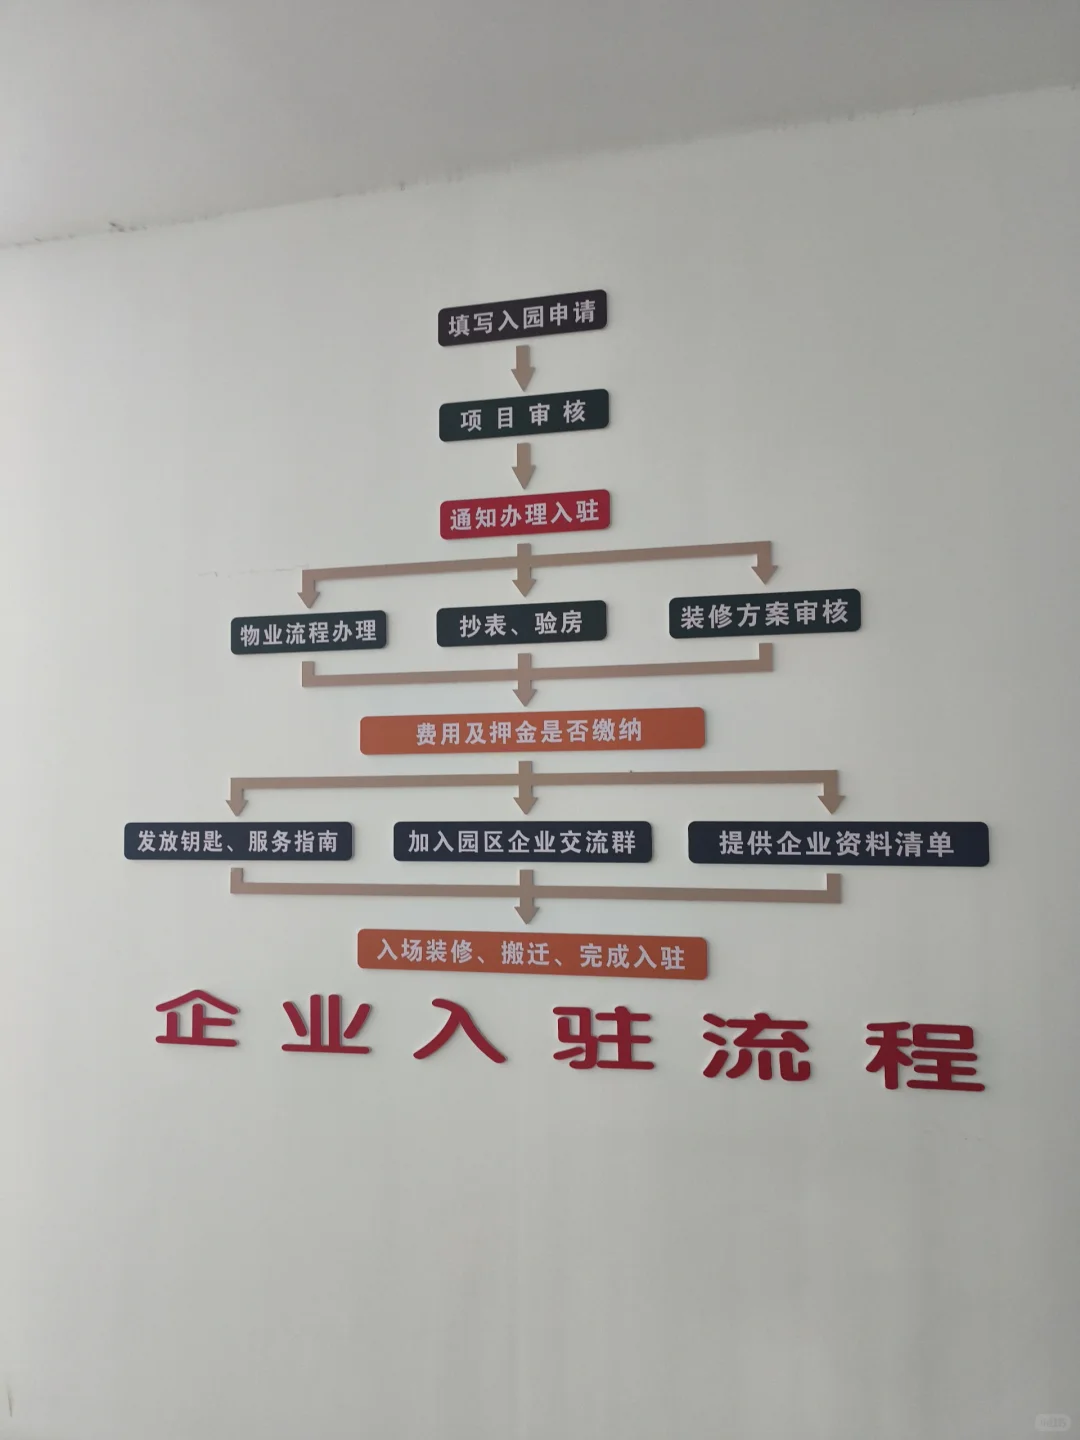 填写入园申请
项目审核
通知办理入驻
物业流程办理
抄表、验房
装修方案审核
费用及押金是否缴纳
发放钥匙、服务指南
加入园区企业交流群
提供企业资料清单
入场装修、搬迁、完成入驻
企业入驻流程